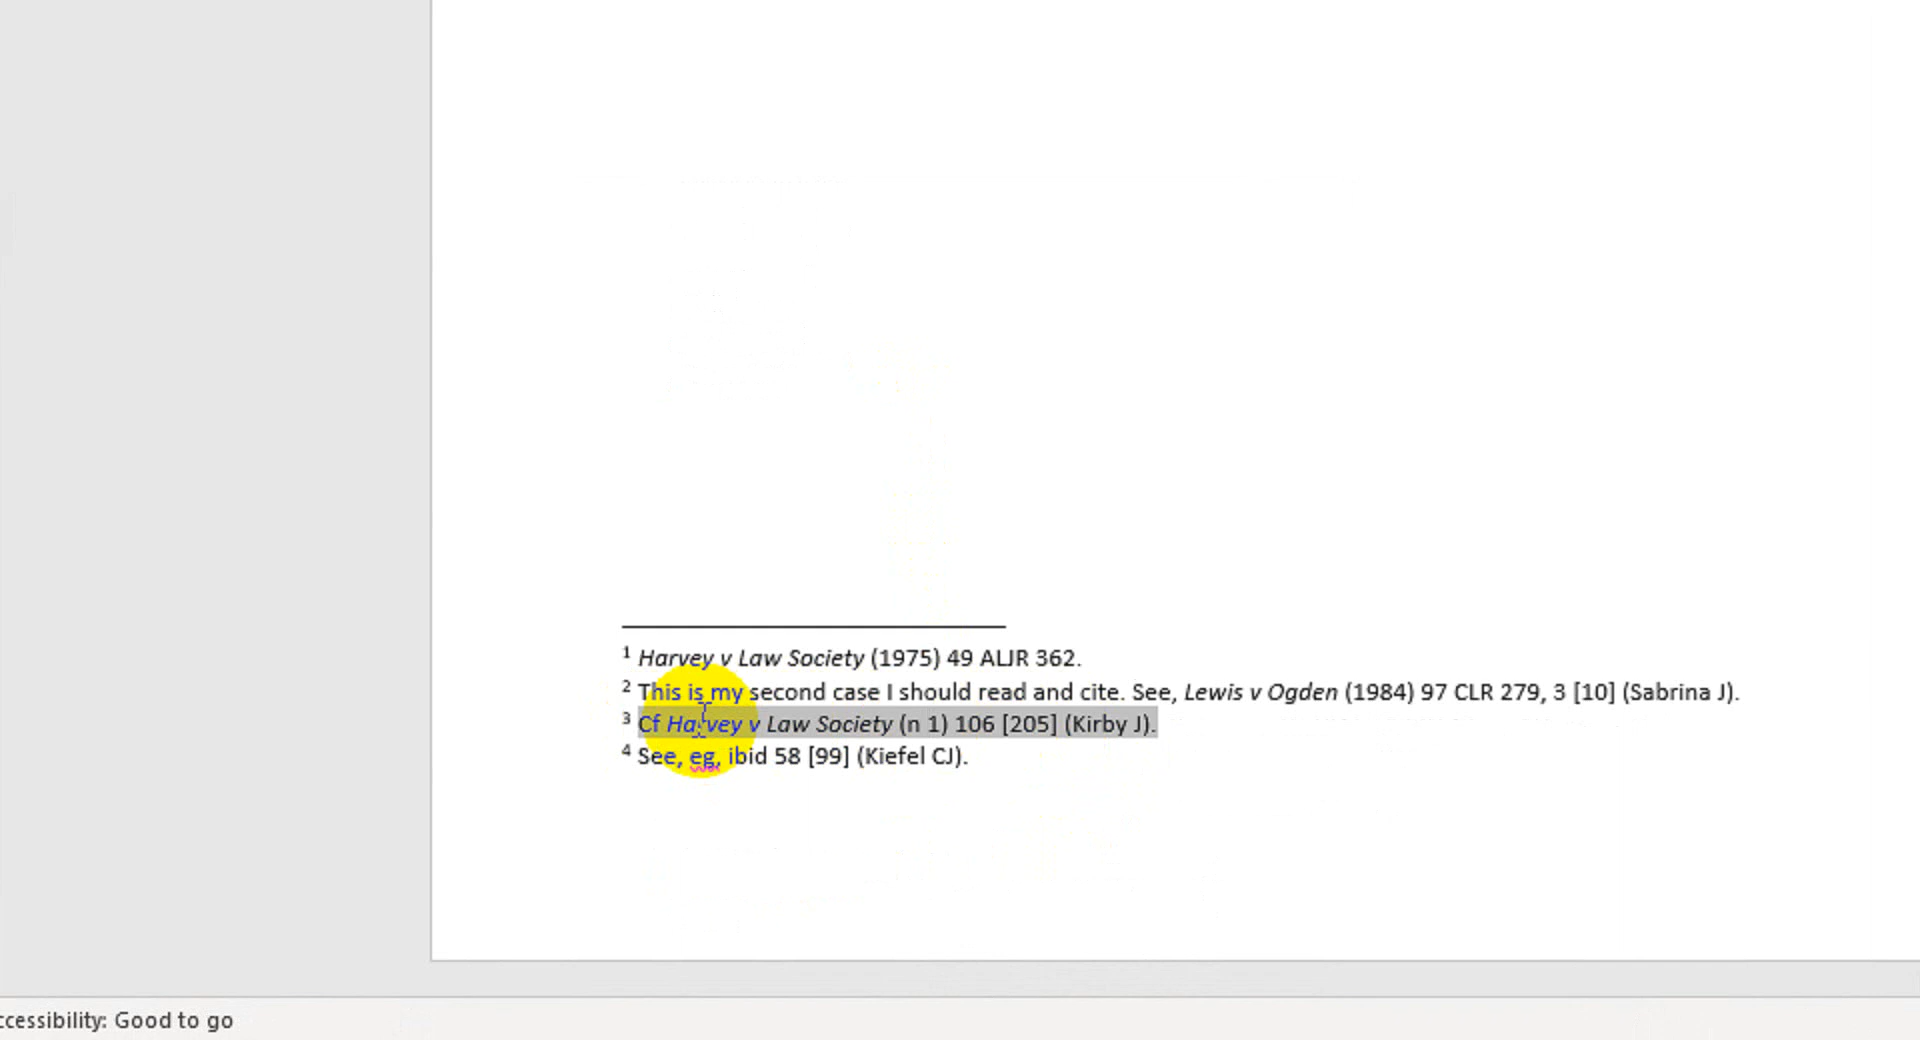 1 Harvey v Law Society (1975) 49 ALJR 362.
2 This is my second case I should read and cite. See, Lewis v Ogden (1984) 97 CLR 279, 3 [10] (Sabrina J).
3 Cf Harvey v Law Society (n 1) 106 [205] (Kirby J).
4 See, eg, ibid 58 [99] (Kiefel CJ).
ccessibility: Good to go